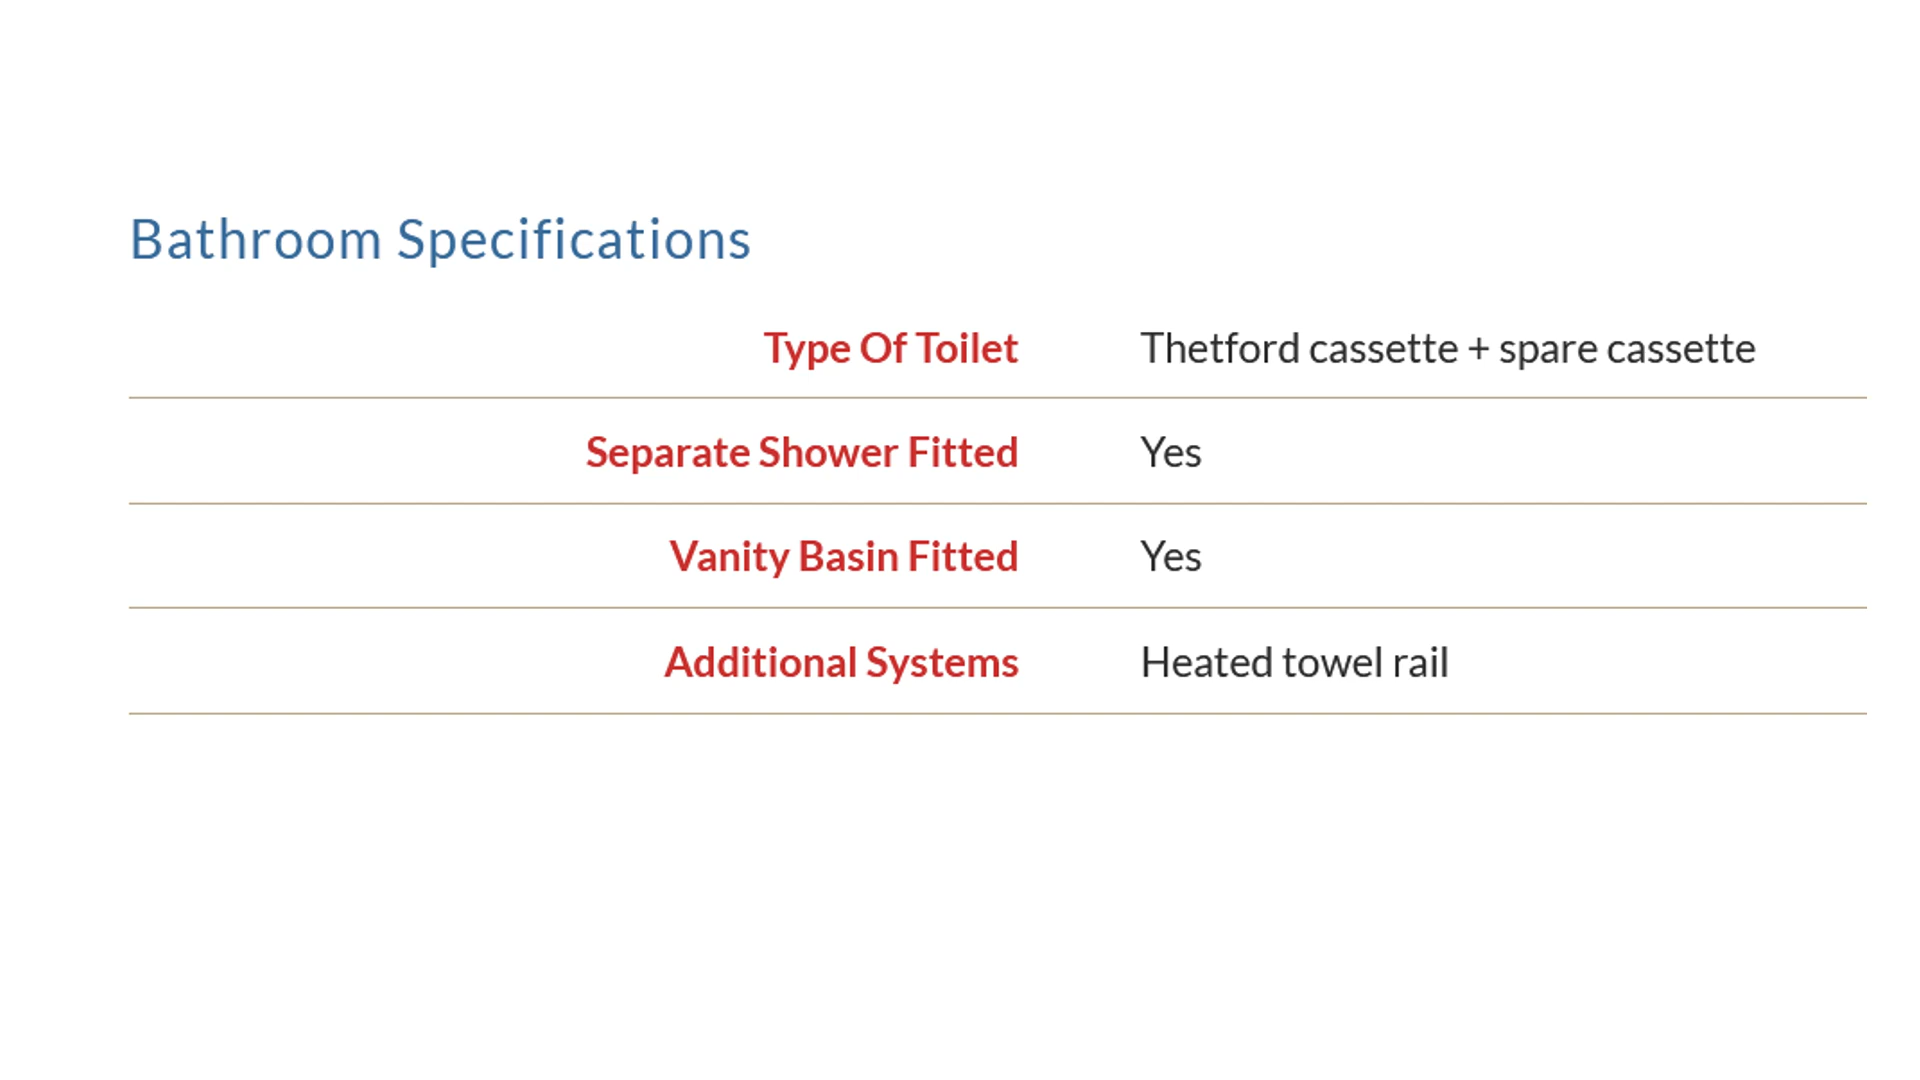 Bathroom Specifications
Type Of Toilet Thetford cassette + spare cassette
Separate Shower Fitted Yes
Vanity Basin Fitted Yes
Additional Systems Heated towel rail